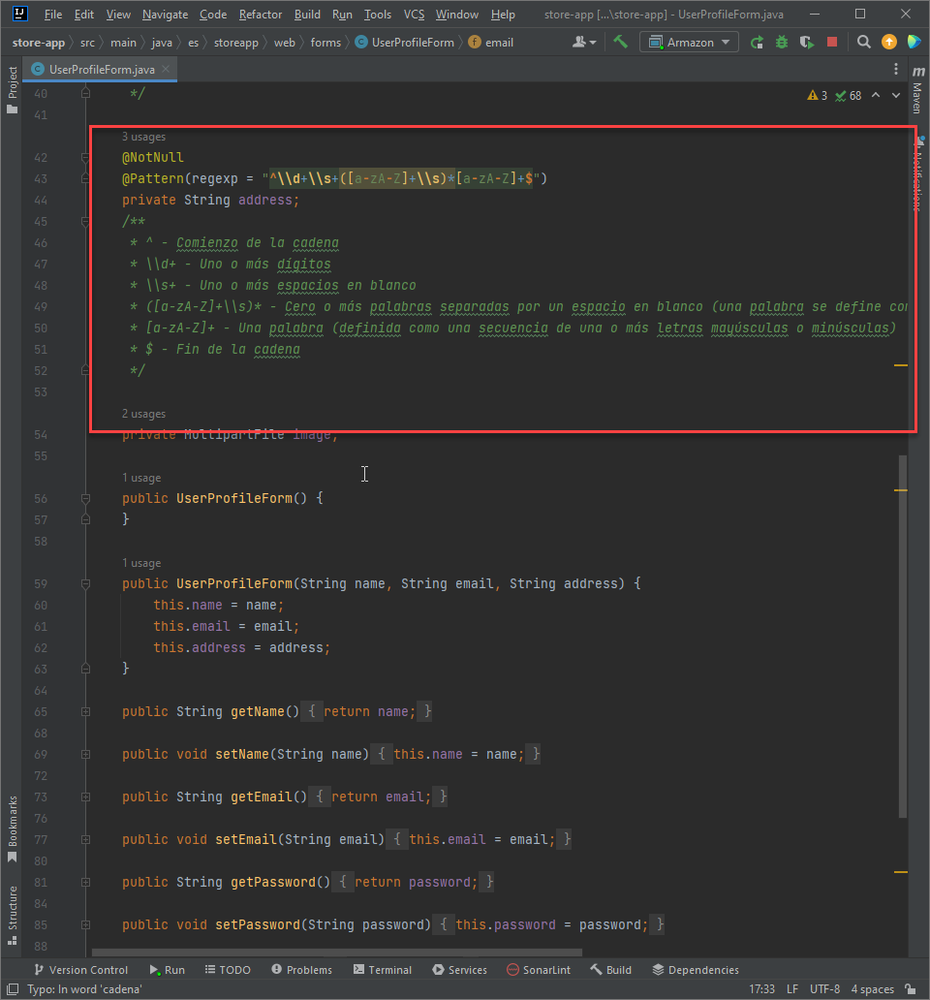 File Edit View Navigate Code Refactor Build Run Tools VCS Window Help store-app [...\store-app] - UserProfileForm.java
store-app src main java es storeapp web forms UserProfileForm email Armazon
UserProfileForm.java
Project
m
Maven
Notifications
Bookmarks
Structure
3 68
40 */
41
3 usages
42 @NotNull
43 @Pattern(regexp = "^\\d+\\s+([a-zA-Z]+\\s)*[a-zA-Z]+$")
44 private String address;
45 /**
46 * ^ - Comienzo de la cadena
47 * \\d+ - Uno o más dígitos
48 * \\s+ - Uno o más espacios en blanco
49 * ([a-zA-Z]+\\s)* - Cero o más palabras separadas por un espacio en blanco (una palabra se define con
50 * [a-zA-Z]+ - Una palabra (definida como una secuencia de una o más letras mayúsculas o minúsculas)
51 * $ - Fin de la cadena
52 */
53
2 usages
54 private MultipartFile image;
55
1 usage
56 public UserProfileForm() {
57 }
58
1 usage
59 public UserProfileForm(String name, String email, String address) {
60 this.name = name;
61 this.email = email;
62 this.address = address;
63 }
64
65 public String getName() { return name; }
68
69 public void setName(String name) { this.name = name; }
72
73 public String getEmail() { return email; }
76
77 public void setEmail(String email) { this.email = email; }
80
81 public String getPassword() { return password; }
84
85 public void setPassword(String password) { this.password = password; }
88
Version Control Run TODO Problems Terminal Services SonarLint Build Dependencies
Typo: In word 'cadena' 17:33 LF UTF-8 4 spaces